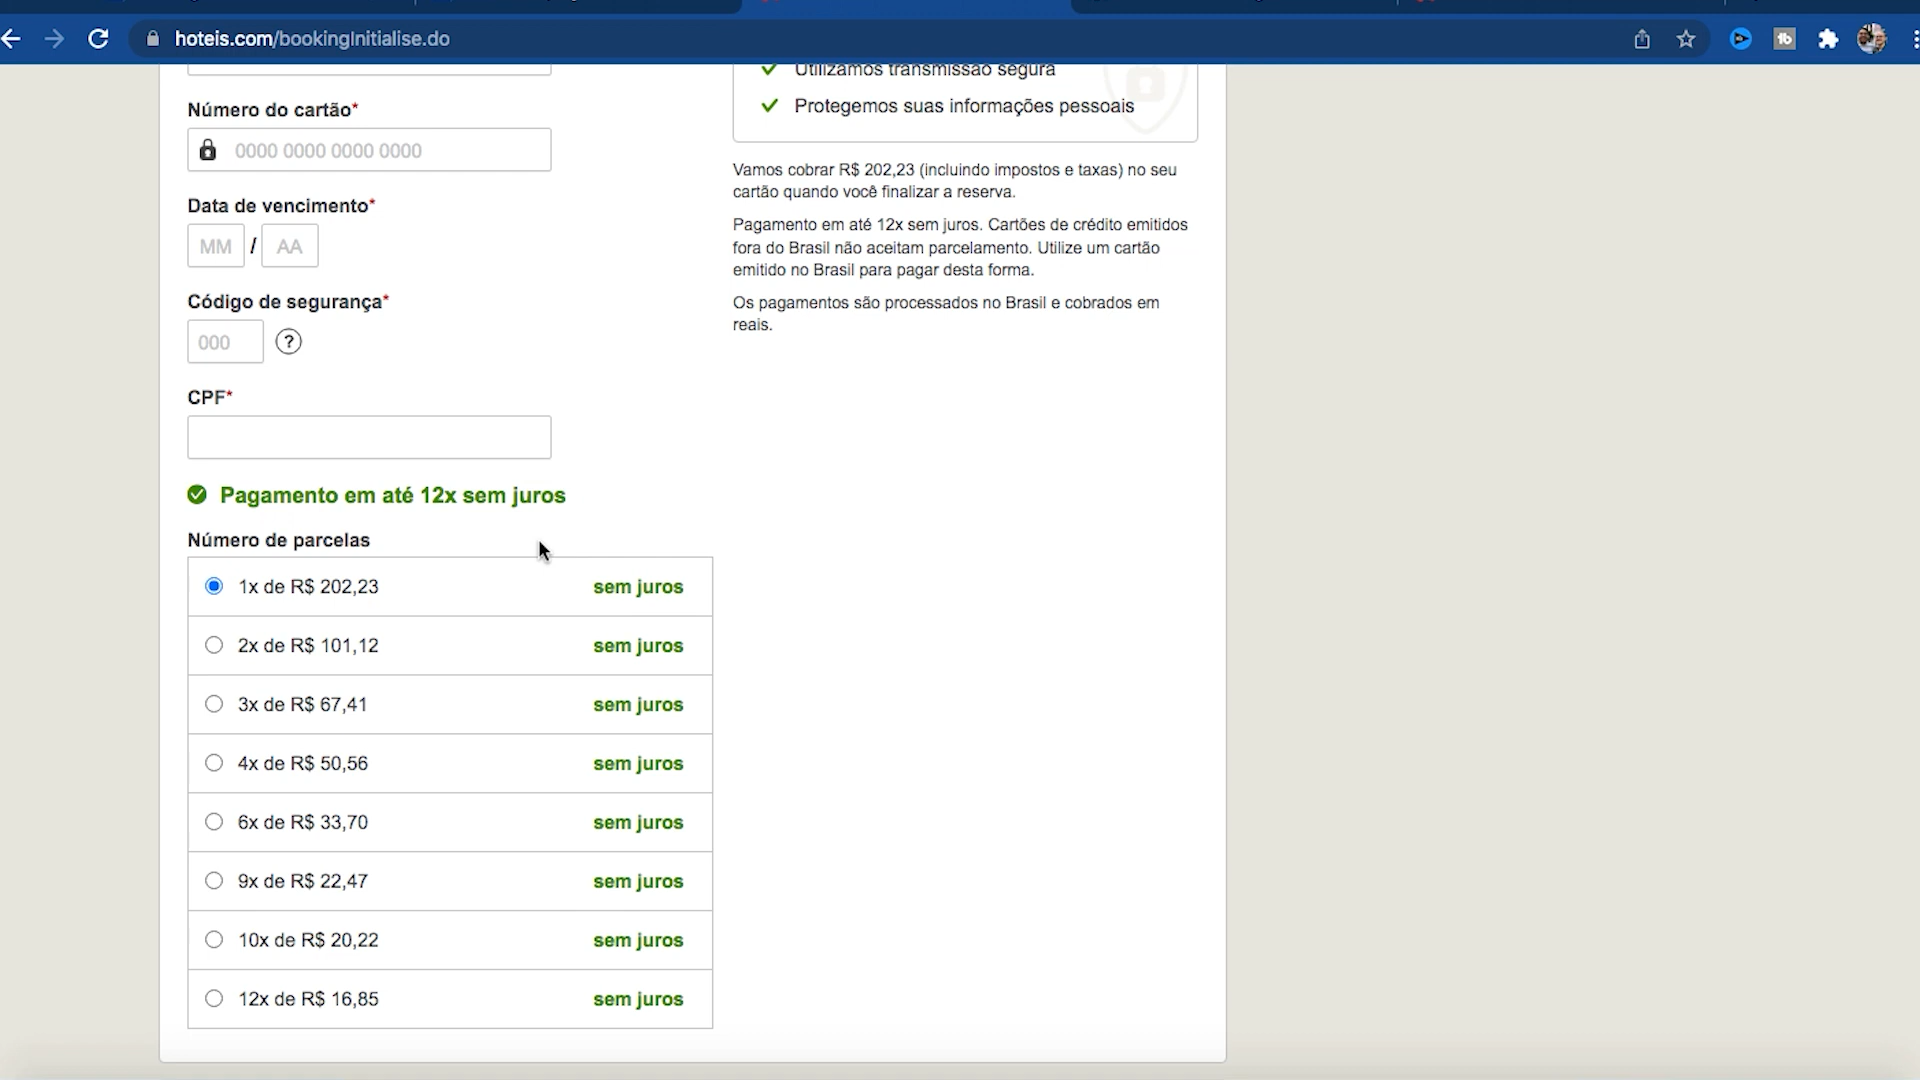 hoteis.com/bookingInitialise.do
Utilizamos transmissão segura
Número do cartão*
0000 0000 0000 0000
Protegemos suas informações pessoais
Data de vencimento*
MM / AA
Código de segurança*
000 ?
CPF*
Pagamento em até 12x sem juros
Número de parcelas
1x de R$ 202,23 sem juros
2x de R$ 101,12 sem juros
3x de R$ 67,41 sem juros
4x de R$ 50,56 sem juros
6x de R$ 33,70 sem juros
9x de R$ 22,47 sem juros
10x de R$ 20,22 sem juros
12x de R$ 16,85 sem juros
Vamos cobrar R$ 202,23 (incluindo impostos e taxas) no seu
cartão quando você finalizar a reserva.
Pagamento em até 12x sem juros. Cartões de crédito emitidos
fora do Brasil não aceitam parcelamento. Utilize um cartão
emitido no Brasil para pagar desta forma.
Os pagamentos são processados no Brasil e cobrados em
reais.